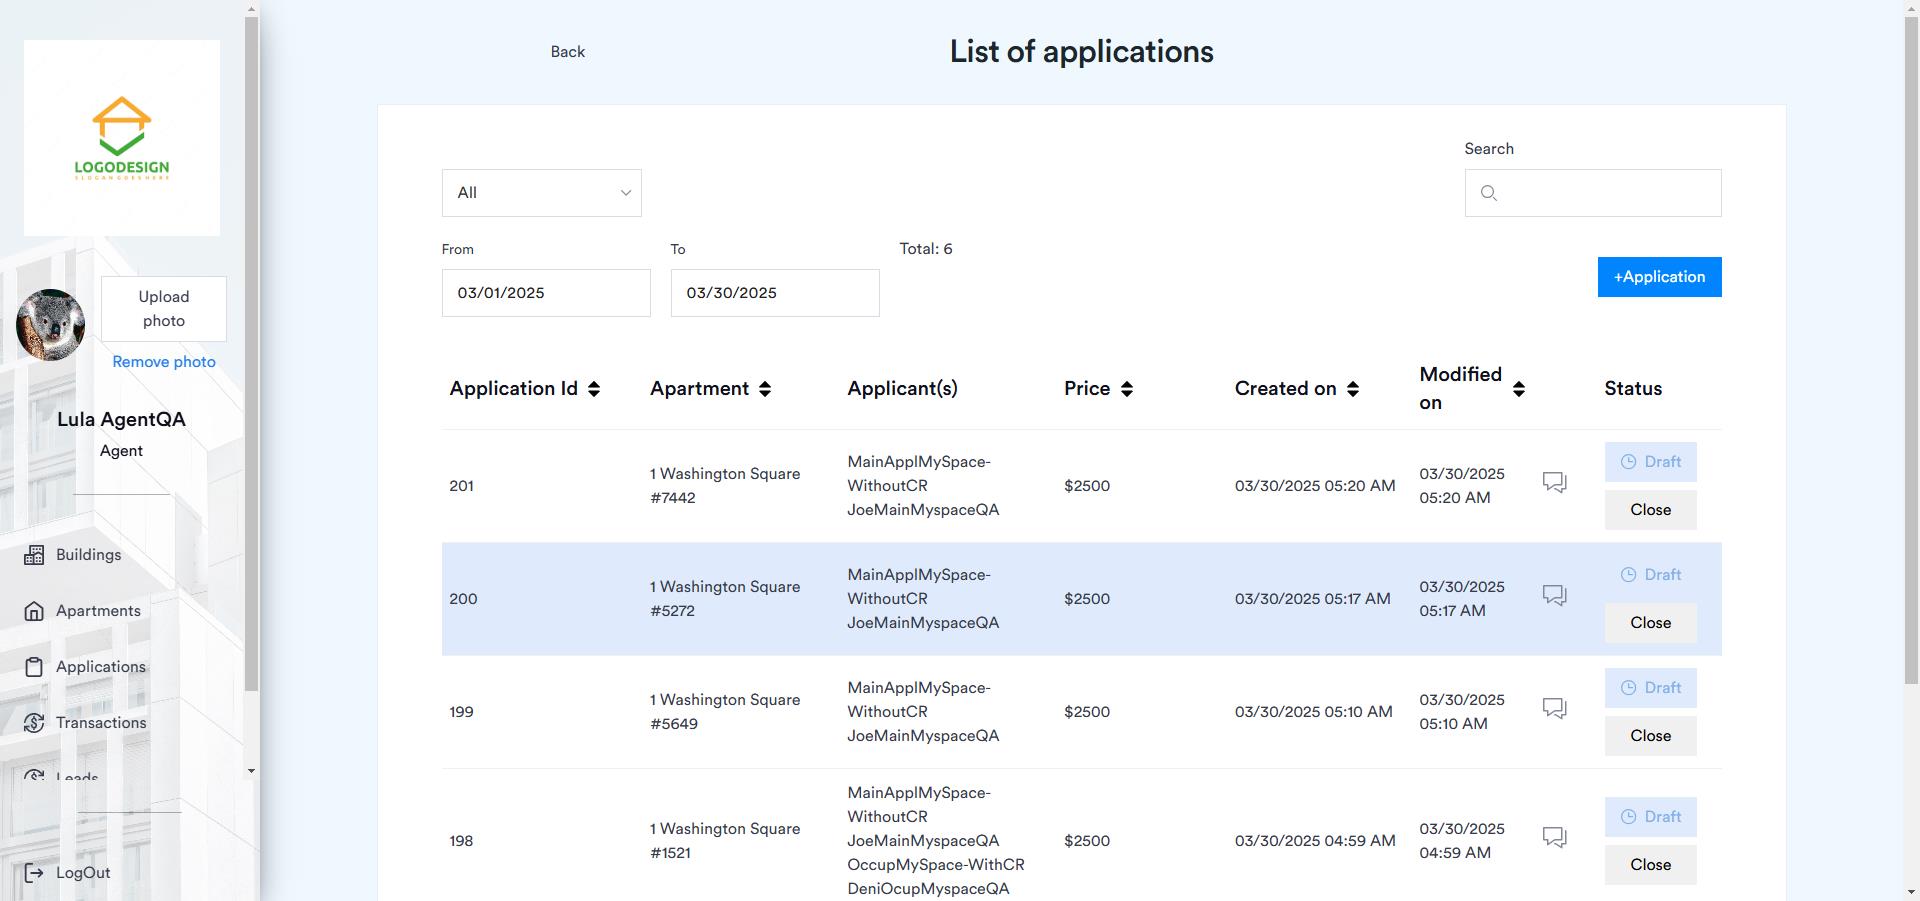 LOGODESIGN
SLOGAN GOES HERE
Upload
photo
Remove photo
Lula AgentQA
Agent
Buildings
Apartments
Applications
Transactions
Leads
LogOut
Back
List of applications
Search
All
From
To
Total: 6
03/01/2025
03/30/2025
+Application
Application Id
Apartment
Applicant(s)
Price
Created on
Modified
on
Status
201
1 Washington Square
#7442
MainApplMySpace-
WithoutCR
JoeMainMyspaceQA
$2500
03/30/2025 05:20 AM
03/30/2025
05:20 AM
Draft
Close
200
1 Washington Square
#5272
MainApplMySpace-
WithoutCR
JoeMainMyspaceQA
$2500
03/30/2025 05:17 AM
03/30/2025
05:17 AM
Draft
Close
199
1 Washington Square
#5649
MainApplMySpace-
WithoutCR
JoeMainMyspaceQA
$2500
03/30/2025 05:10 AM
03/30/2025
05:10 AM
Draft
Close
198
1 Washington Square
#1521
MainApplMySpace-
WithoutCR
JoeMainMyspaceQA
OccupMySpace-WithCR
DeniOcupMyspaceQA
$2500
03/30/2025 04:59 AM
03/30/2025
04:59 AM
Draft
Close